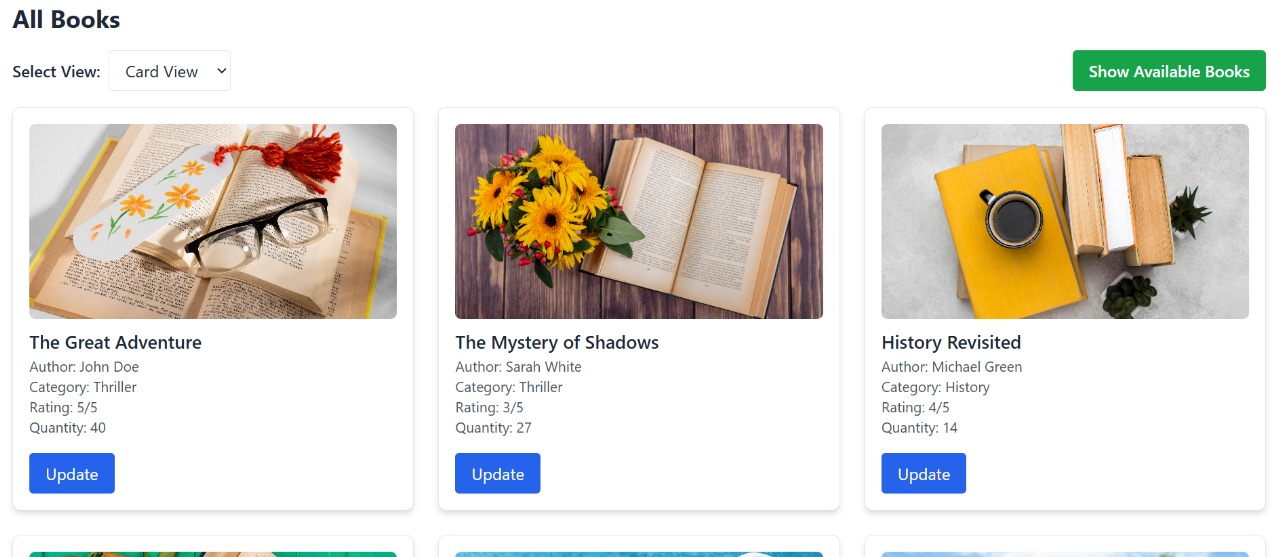 All Books
Select View: Card View
Show Available Books
The Great Adventure
Author: John Doe
Category: Thriller
Rating: 5/5
Quantity: 40
Update
The Mystery of Shadows
Author: Sarah White
Category: Thriller
Rating: 3/5
Quantity: 27
Update
History Revisited
Author: Michael Green
Category: History
Rating: 4/5
Quantity: 14
Update